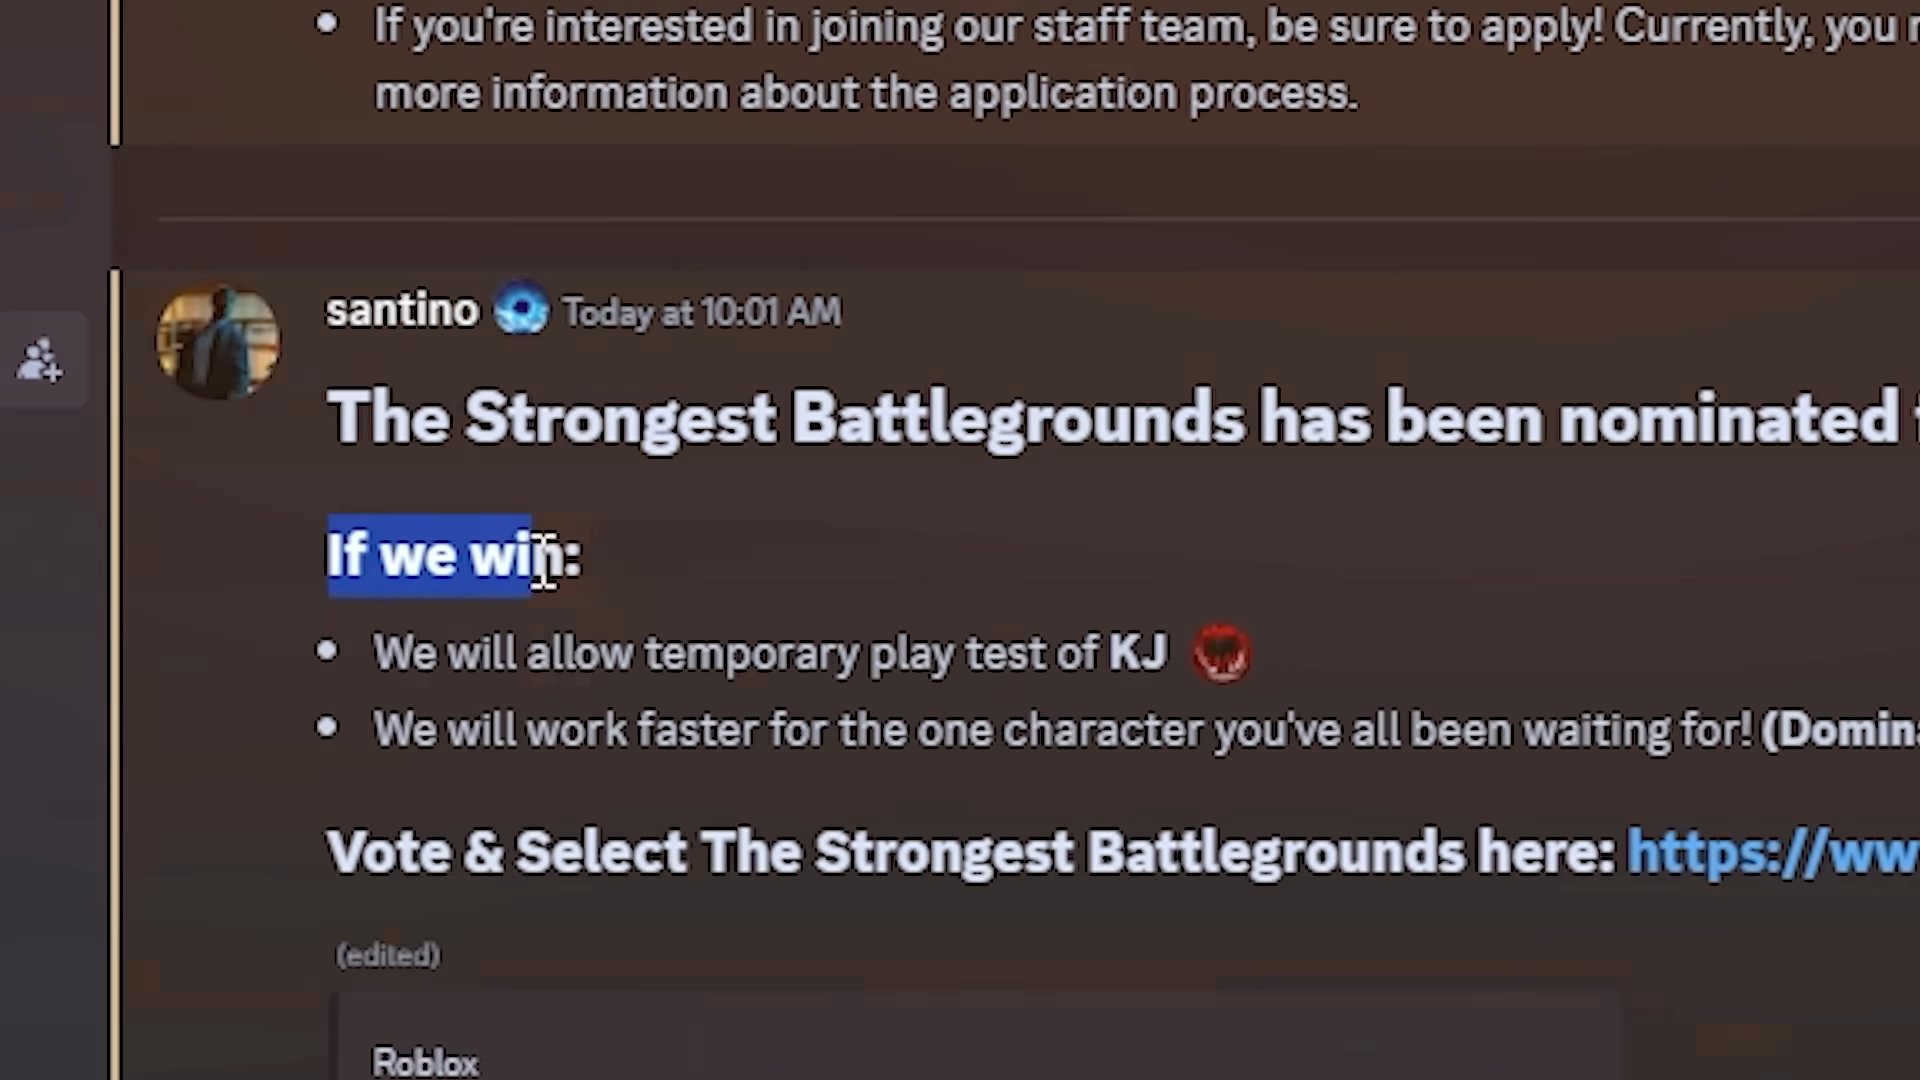 If you're interested in joining our staff team, be sure to apply! Currently, you
more information about the application process.
santino Today at 10:01 AM
The Strongest Battlegrounds has been nominated
If we win:
We will allow temporary play test of KJ
We will work faster for the one character you've all been waiting for! (Domin
Vote & Select The Strongest Battlegrounds here: https://ww
(edited)
Roblox